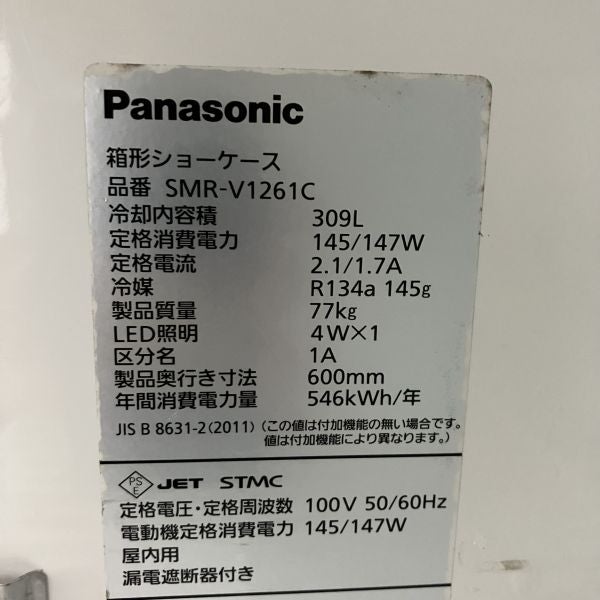 Panasonic
箱形ショーケース
品番 SMR-V1261C
冷却内容積 309L
定格消費電力 145/147W
定格電流 2.1/1.7A
冷媒 R134a 145g
製品質量 77kg
LED照明 4W×1
区分名 1A
製品奥行き寸法 600mm
年間消費電力量 546kWh/年
JIS B 8631-2(2011) (この値は付加機能の無い場合です。
値は付加機能により異なります。)
PS E JET STMC
定格電圧・定格周波数 100V 50/60Hz
電動機定格消費電力 145/147W
屋内用
漏電遮断器付き